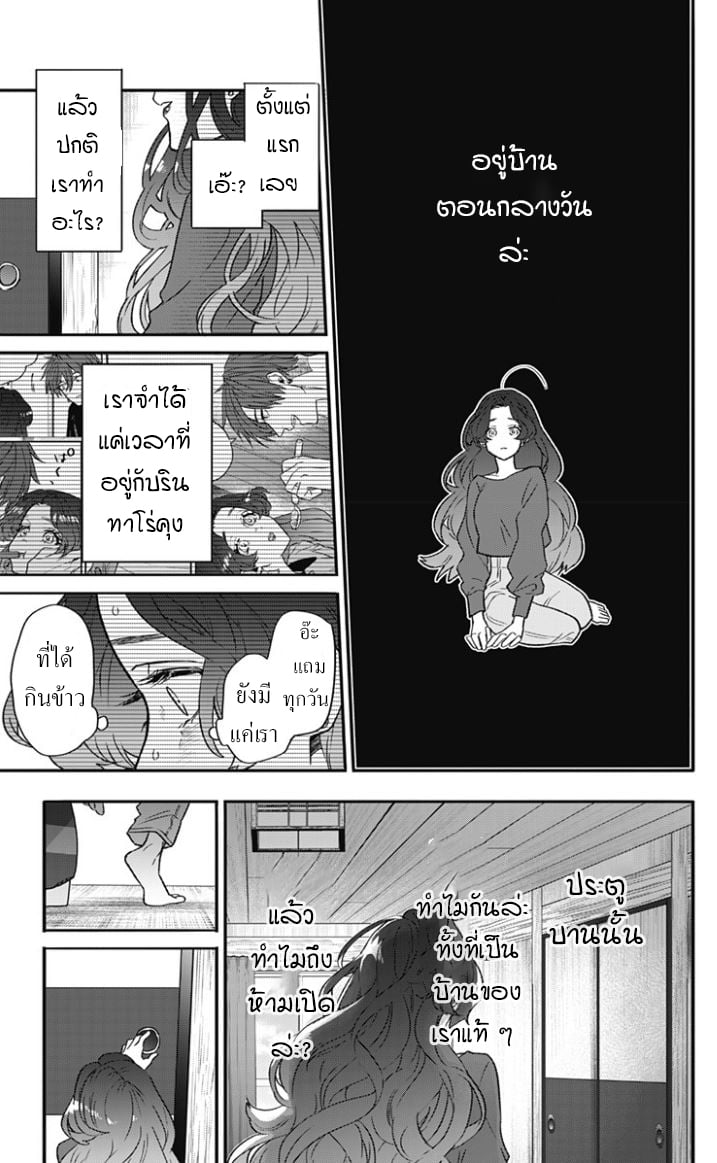 อยู่บ้าน
ตอนกลางวัน
ล่ะ
ตั้งแต่
แรก
เลย
เอ๊ะ?
แล้ว
ปกติ
เราทำ
อะไร?
เราจำได้
แค่เวลาที่
อยู่กับริน
ทาโร่คุง
อ๊ะ
แถม
ทุกวัน
ยังมี
แค่เรา
ที่ได้
กินข้าว
ประตู
บานนั้น
ทำไมกันล่ะ
ทั้งที่เป็น
บ้านของ
เราแท้ ๆ
แล้ว
ทำไมถึง
ห้ามเปิด
ล่ะ?